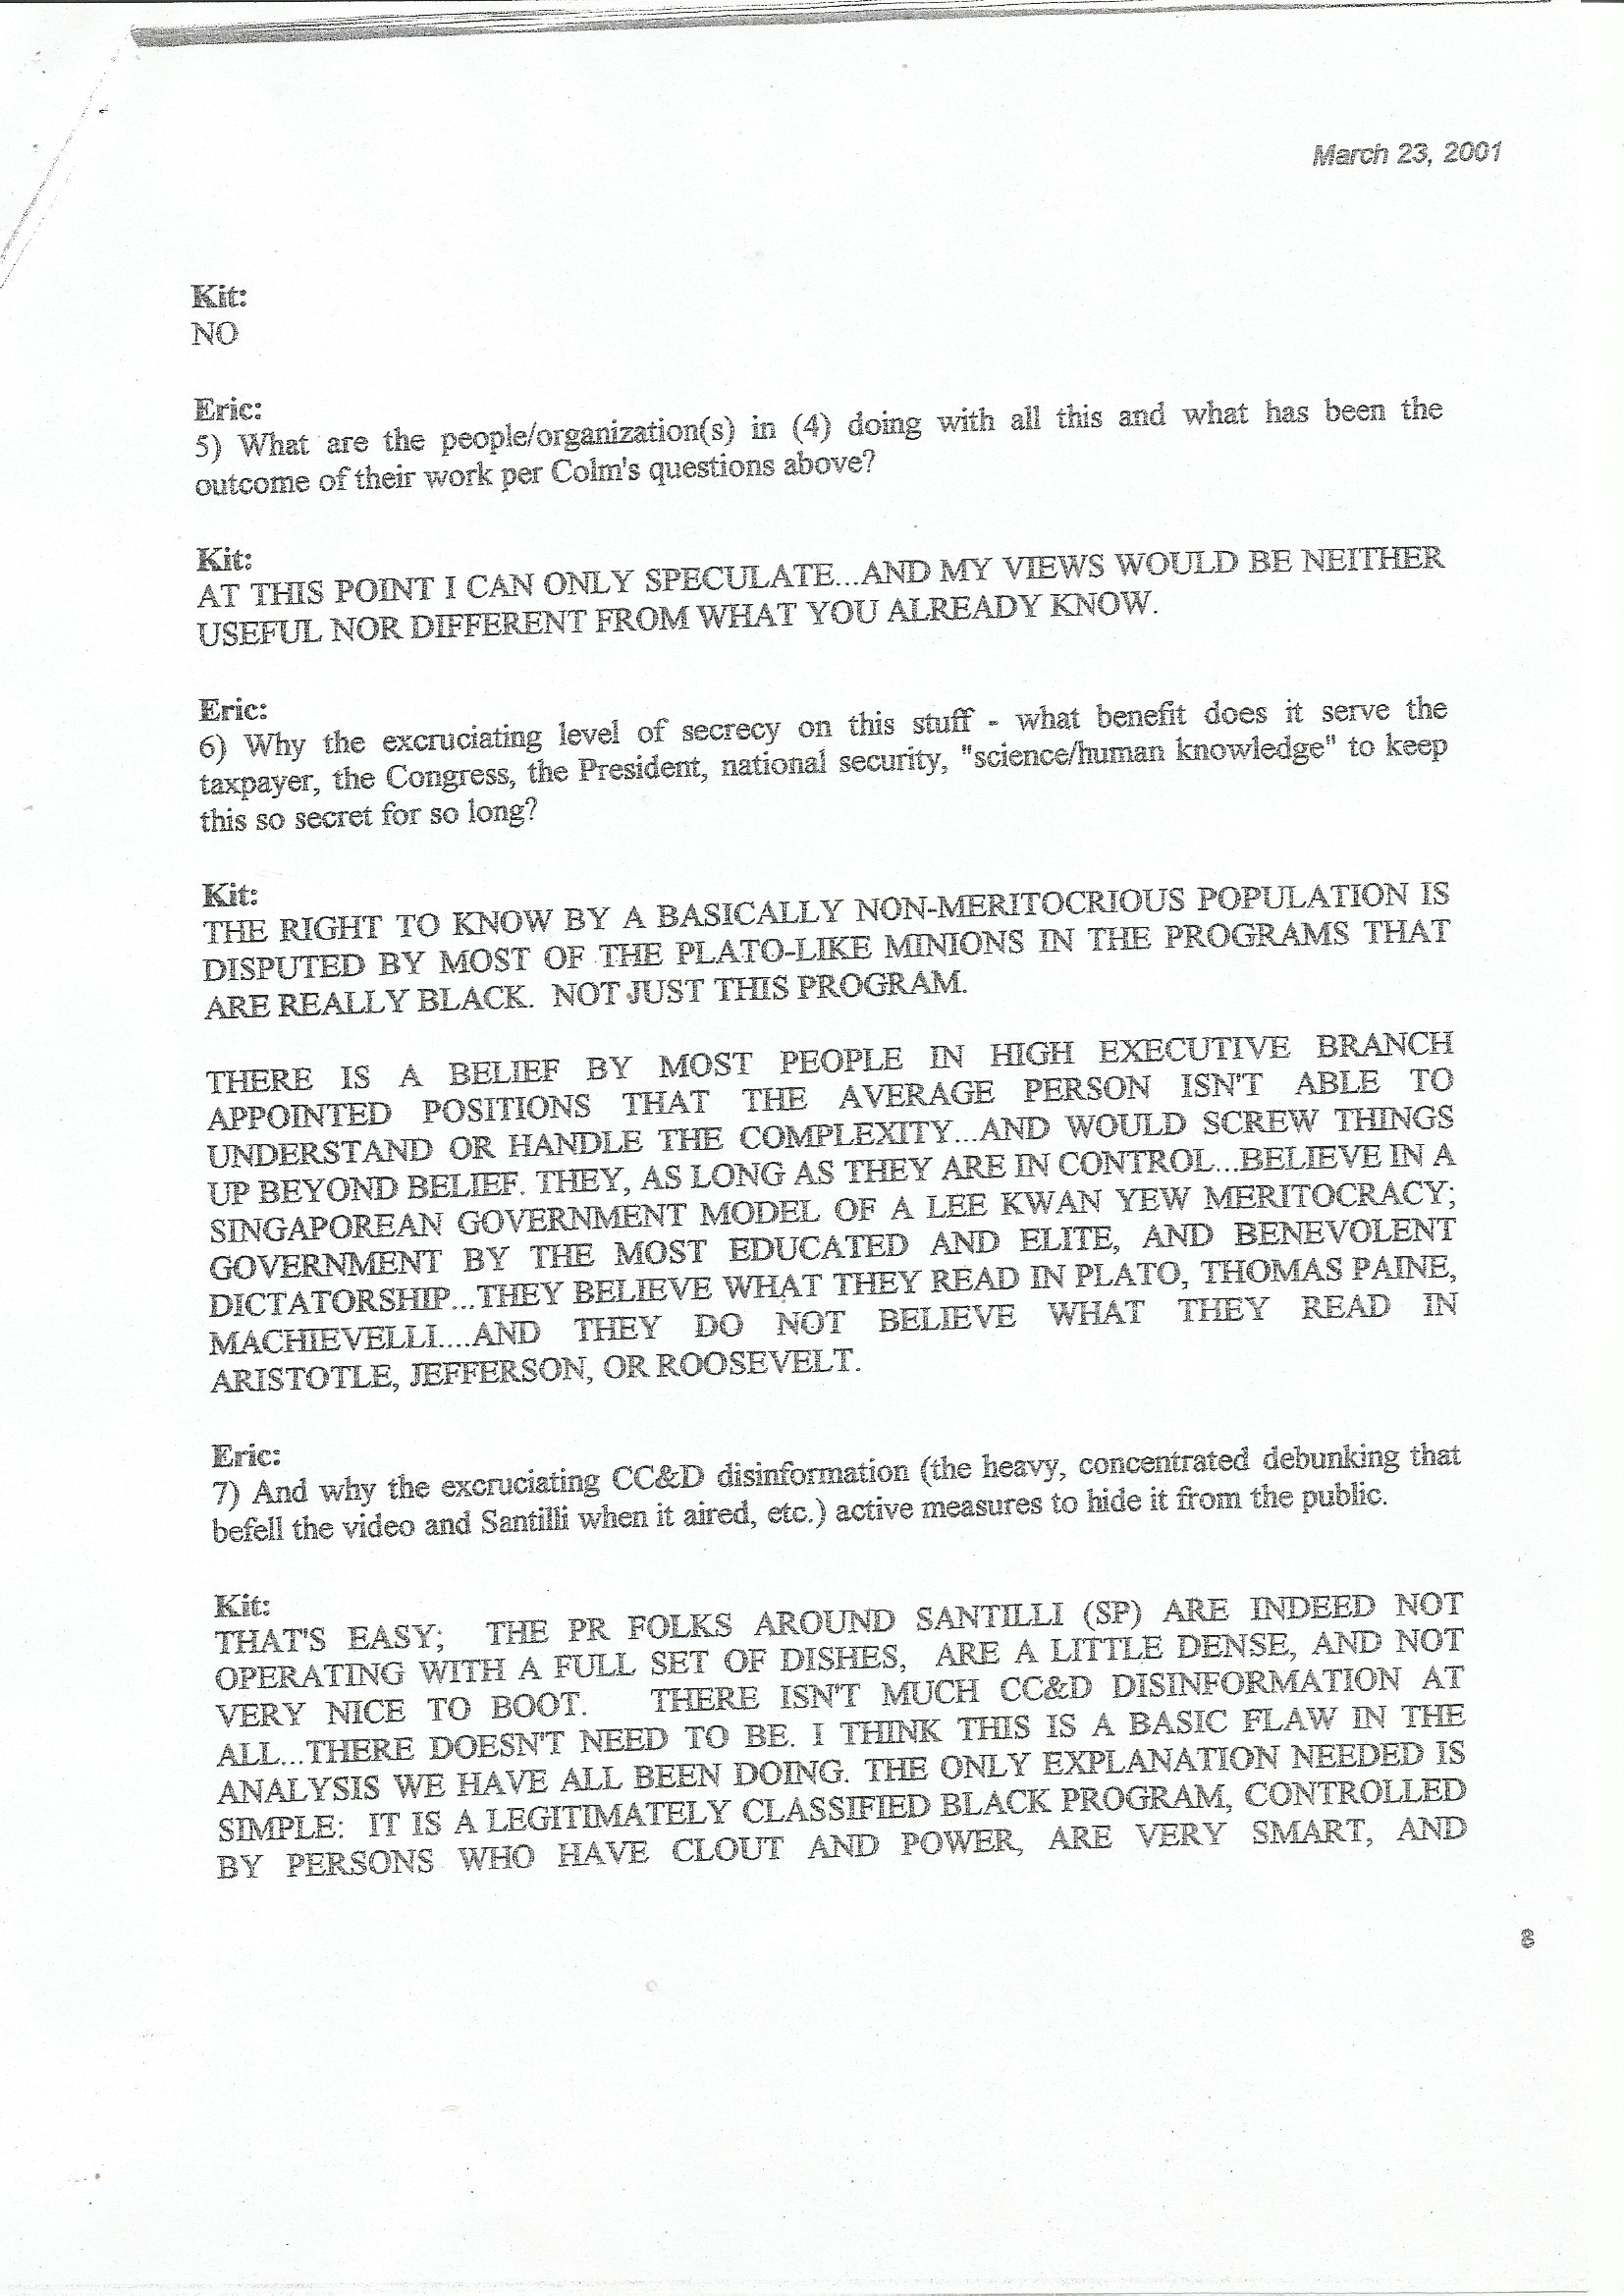 March 23, 2001
Kit:
NO
Eric:
5) What are the people/organization(s) in (4) doing with all this and what has been the
outcome of their work per Colm's questions above?
Kit:
AT THIS POINT I CAN ONLY SPECULATE...AND MY VIEWS WOULD BE NEITHER
USEFUL NOR DIFFERENT FROM WHAT YOU ALREADY KNOW.
Eric:
6) Why the excruciating level of secrecy on this stuff - what benefit does it serve the
taxpayer, the Congress, the President, national security, "science/human knowledge" to keep
this so secret for so long?
Kit:
THE RIGHT TO KNOW BY A BASICALLY NON-MERITOCRIOUS POPULATION IS
DISPUTED BY MOST OF THE PLATO-LIKE MINIONS IN THE PROGRAMS THAT
ARE REALLY BLACK. NOT JUST THIS PROGRAM.
THERE IS A BELIEF BY MOST PEOPLE IN HIGH EXECUTIVE BRANCH
APPOINTED POSITIONS THAT THE AVERAGE PERSON ISN'T ABLE TO
UNDERSTAND OR HANDLE THE COMPLEXITY...AND WOULD SCREW THINGS
UP BEYOND BELIEF. THEY, AS LONG AS THEY ARE IN CONTROL...BELIEVE IN A
SINGAPOREAN GOVERNMENT MODEL OF A LEE KWAN YEW MERITOCRACY;
GOVERNMENT BY THE MOST EDUCATED AND ELITE, AND BENEVOLENT
DICTATORSHIP...THEY BELIEVE WHAT THEY READ IN PLATO, THOMAS PAINE,
MACHIEVELLI....AND THEY DO NOT BELIEVE WHAT THEY READ IN
ARISTOTLE, JEFFERSON, OR ROOSEVELT.
Eric:
7) And why the excruciating CC&D disinformation (the heavy, concentrated debunking that
befell the video and Santilli when it aired, etc.) active measures to hide it from the public.
Kit:
THAT'S EASY; THE PR FOLKS AROUND SANTILLI (SP) ARE INDEED NOT
OPERATING WITH A FULL SET OF DISHES, ARE A LITTLE DENSE, AND NOT
VERY NICE TO BOOT. THERE ISN'T MUCH CC&D DISINFORMATION AT
ALL...THERE DOESN'T NEED TO BE. I THINK THIS IS A BASIC FLAW IN THE
ANALYSIS WE HAVE ALL BEEN DOING. THE ONLY EXPLANATION NEEDED IS
SIMPLE: IT IS A LEGITIMATELY CLASSIFIED BLACK PROGRAM, CONTROLLED
BY PERSONS WHO HAVE CLOUT AND POWER, ARE VERY SMART, AND
8